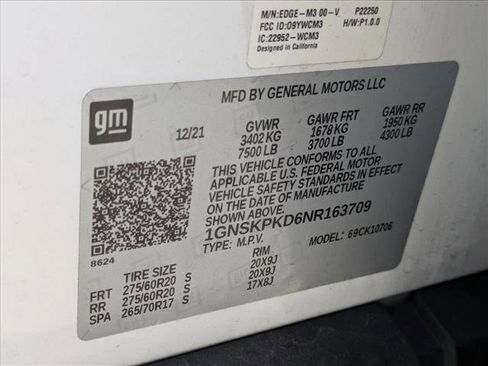 M/N:EDGE-M3 00-V P22250
FCC ID: O9YWCM3 H/W:P1.0.0
IC:22952-WCM3
Designed in California
gm
MFD BY GENERAL MOTORS LLC
12/21
GVWR GAWR FRT GAWR RR
3402 KG 1678 KG 1950 KG
7500 LB 3700 LB 4300 LB
THIS VEHICLE CONFORMS TO ALL
APPLICABLE U.S. FEDERAL MOTOR
VEHICLE SAFETY STANDARDS IN EFFECT
ON THE DATE OF MANUFACTURE
1GNSKPKD6NR163709
TYPE: M.P.V. MODEL: 69CK10706
8624
TIRE SIZE RIM
FRT 275/60R20 S 20X9J
RR 275/60R20 S 20X9J
SPA 265/70R17 S 17X8J